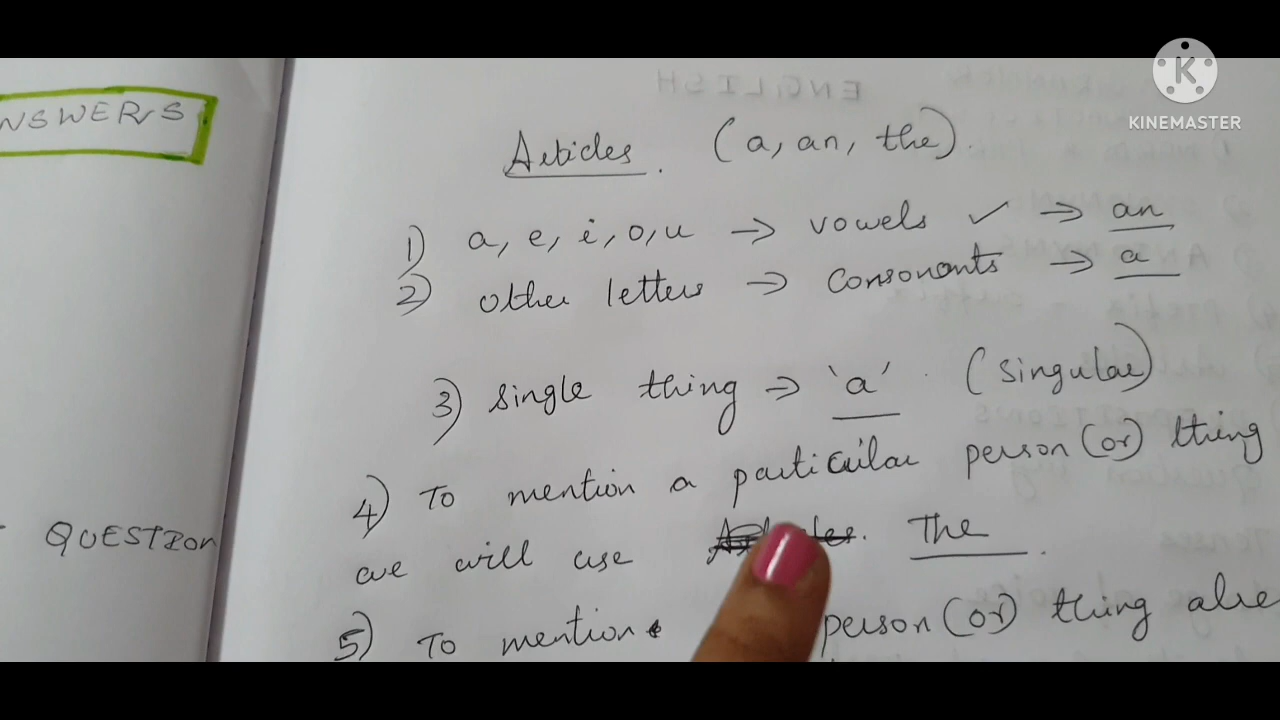 NSWERS
Articles. (a, an, the).
1) a, e, i, o, u → vowels ✓ → an
2) other letters → consonants → a
3) single thing → 'a'. (singular)
4) To mention a particular person (or) thing
we will use The.
5) To mention person (or) thing alre
QUESTION
ENGLISH
KINEMASTER